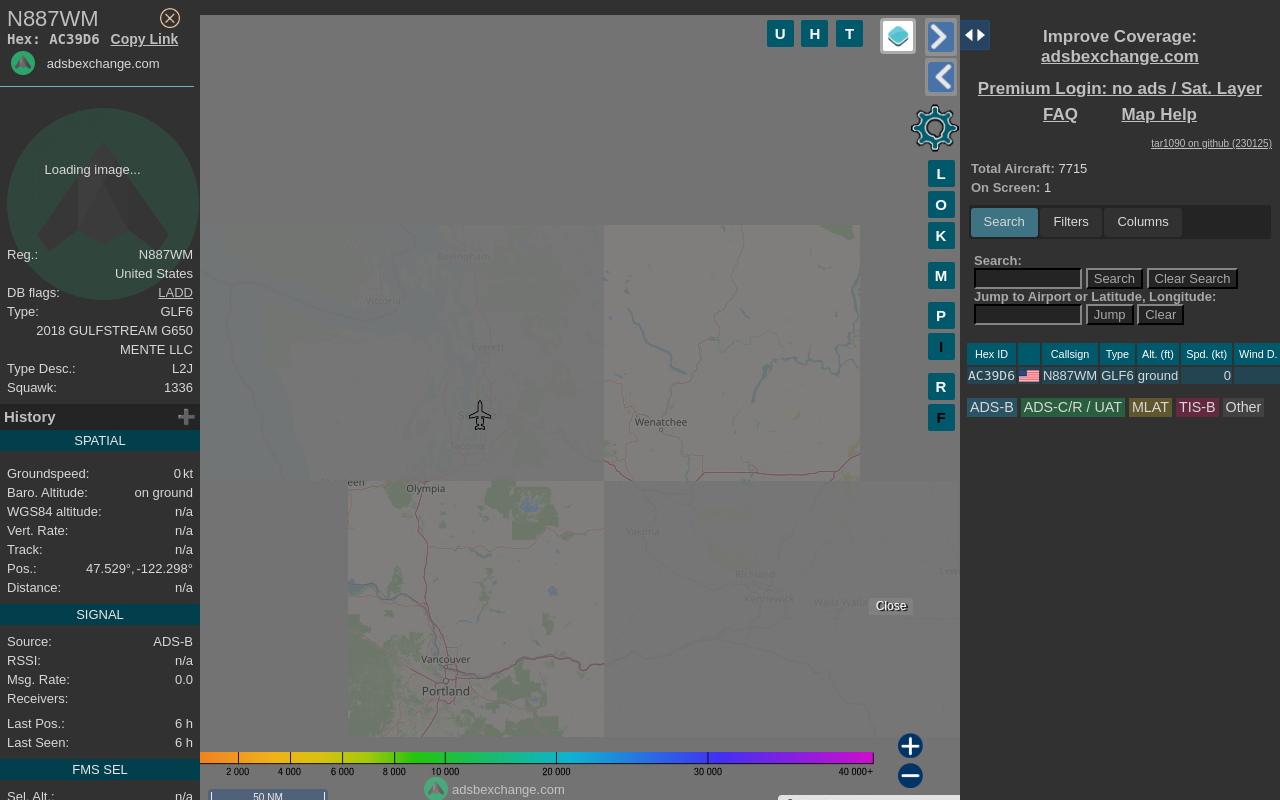 N887WM
Hex: AC39D6 Copy Link
adsbexchange.com
Loading image...
Reg.: N887WM
United States
DB flags: LADD
Type: GLF6
2018 GULFSTREAM G650
MENTE LLC
Type Desc.: L2J
Squawk: 1336
History
SPATIAL
Groundspeed: 0 kt
Baro. Altitude: on ground
WGS84 altitude: n/a
Vert. Rate: n/a
Track: n/a
Pos.: 47.529°, -122.298°
Distance: n/a
SIGNAL
Source: ADS-B
RSSI: n/a
Msg. Rate: 0.0
Receivers:
Last Pos.: 6 h
Last Seen: 6 h
FMS SEL
Sel. Alt.: n/a
U H T
L
O
K
M
P
I
R
F
Bellingham
Victoria
Everett
Wenatchee
Tacoma
een
Olympia
Yakima
Richland
Kennewick
Walla Walla
Lew
Vancouver
Portland
Close
2 000 4 000 6 000 8 000 10 000 20 000 30 000 40 000+
adsbexchange.com
50 NM
Improve Coverage:
adsbexchange.com
Premium Login: no ads / Sat. Layer
FAQ Map Help
tar1090 on github (230125)
Total Aircraft: 7715
On Screen: 1
Search Filters Columns
Search:
Search Clear Search
Jump to Airport or Latitude, Longitude:
Jump Clear
Hex ID Callsign Type Alt. (ft) Spd. (kt) Wind D.
AC39D6 N887WM GLF6 ground 0
ADS-B ADS-C/R / UAT MLAT TIS-B Other